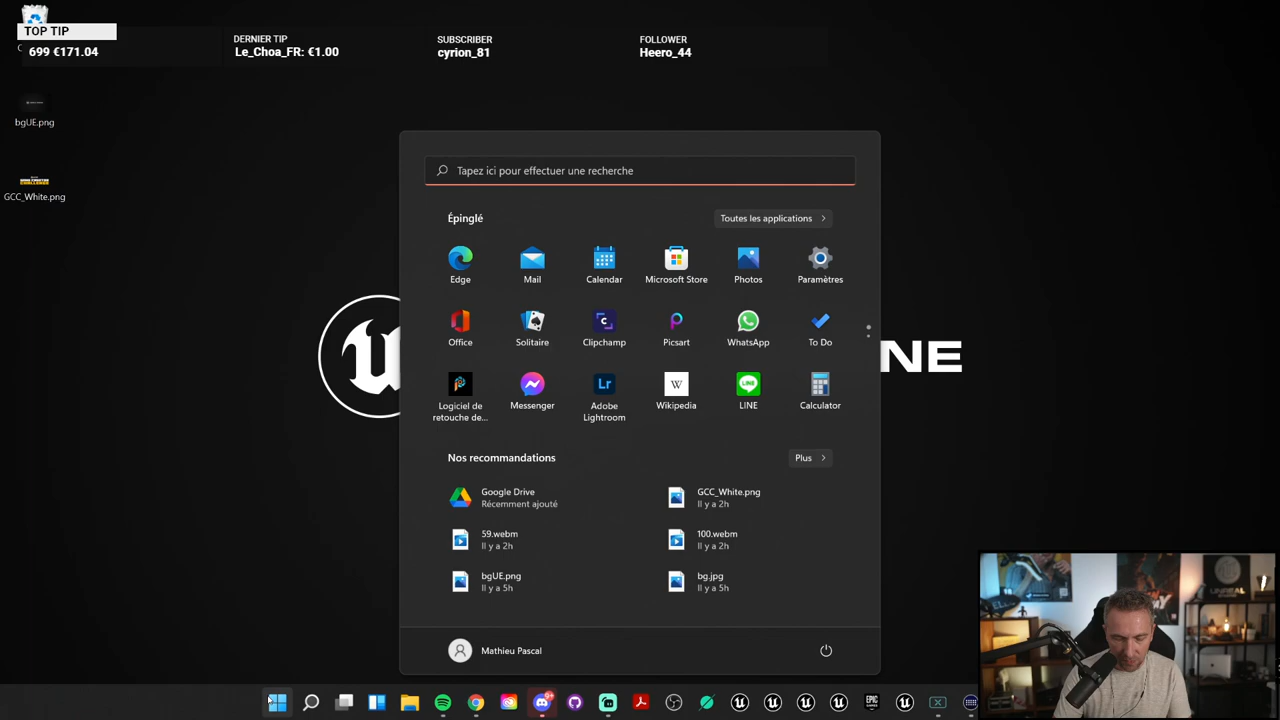 TOP TIP
699 €171.04
DERNIER TIP
Le_Choa_FR: €1.00
SUBSCRIBER
cyrion_81
FOLLOWER
Heero_44
bgUE.png
GCC_White.png
Tapez ici pour effectuer une recherche
Épinglé
Toutes les applications
Edge
Mail
Calendar
Microsoft Store
Photos
Paramètres
Office
Solitaire
Clipchamp
Picsart
WhatsApp
To Do
NE
Logiciel de
retouche de...
Messenger
Adobe
Lightroom
Wikipedia
LINE
Calculator
Nos recommandations
Plus
Google Drive
Récemment ajouté
GCC_White.png
Il y a 2h
59.webm
Il y a 2h
100.webm
Il y a 2h
bgUE.png
Il y a 5h
bg.jpg
Il y a 5h
Mathieu Pascal